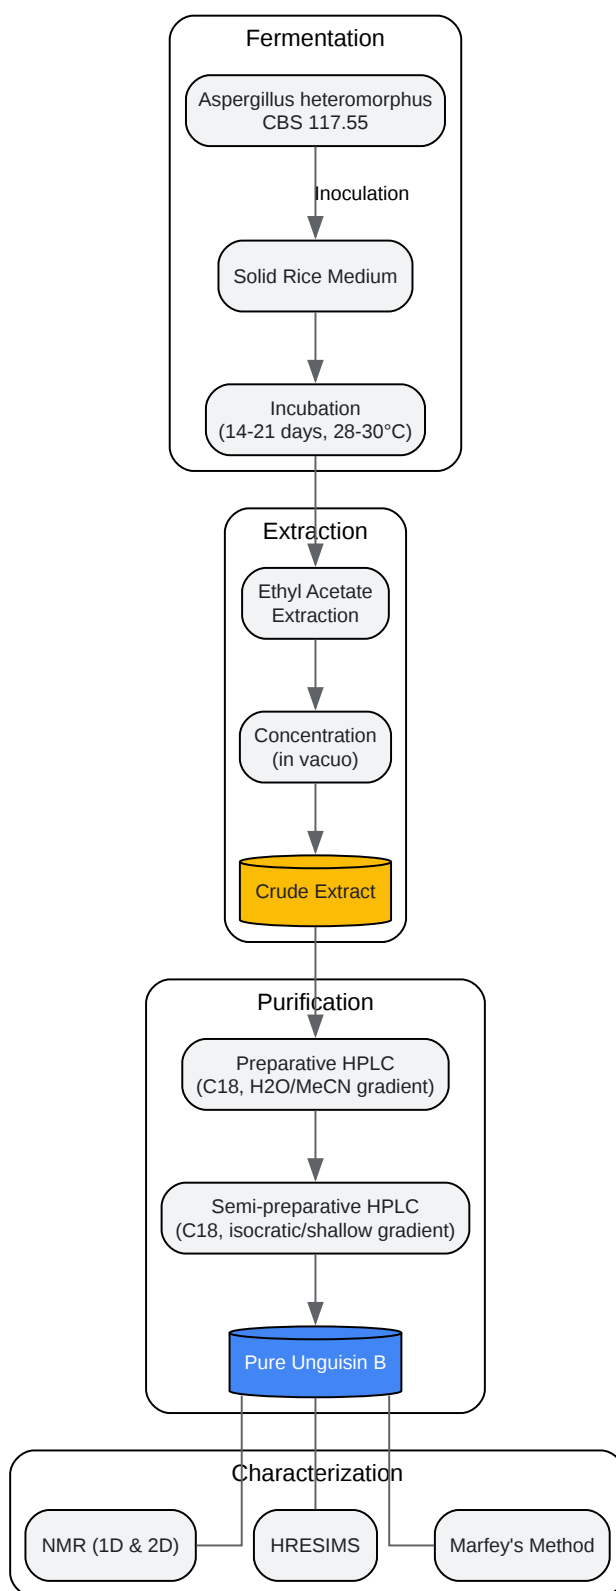 Fermentation
Aspergillus heteromorphus
CBS 117.55
Inoculation
Solid Rice Medium
Incubation
(14-21 days, 28-30°C)
Extraction
Ethyl Acetate
Extraction
Concentration
(in vacuo)
Crude Extract
Purification
Preparative HPLC
(C18, H2O/MeCN gradient)
Semi-preparative HPLC
(C18, isocratic/shallow gradient)
Pure Unguisin B
Characterization
NMR (1D & 2D)
HRESIMS
Marfey's Method